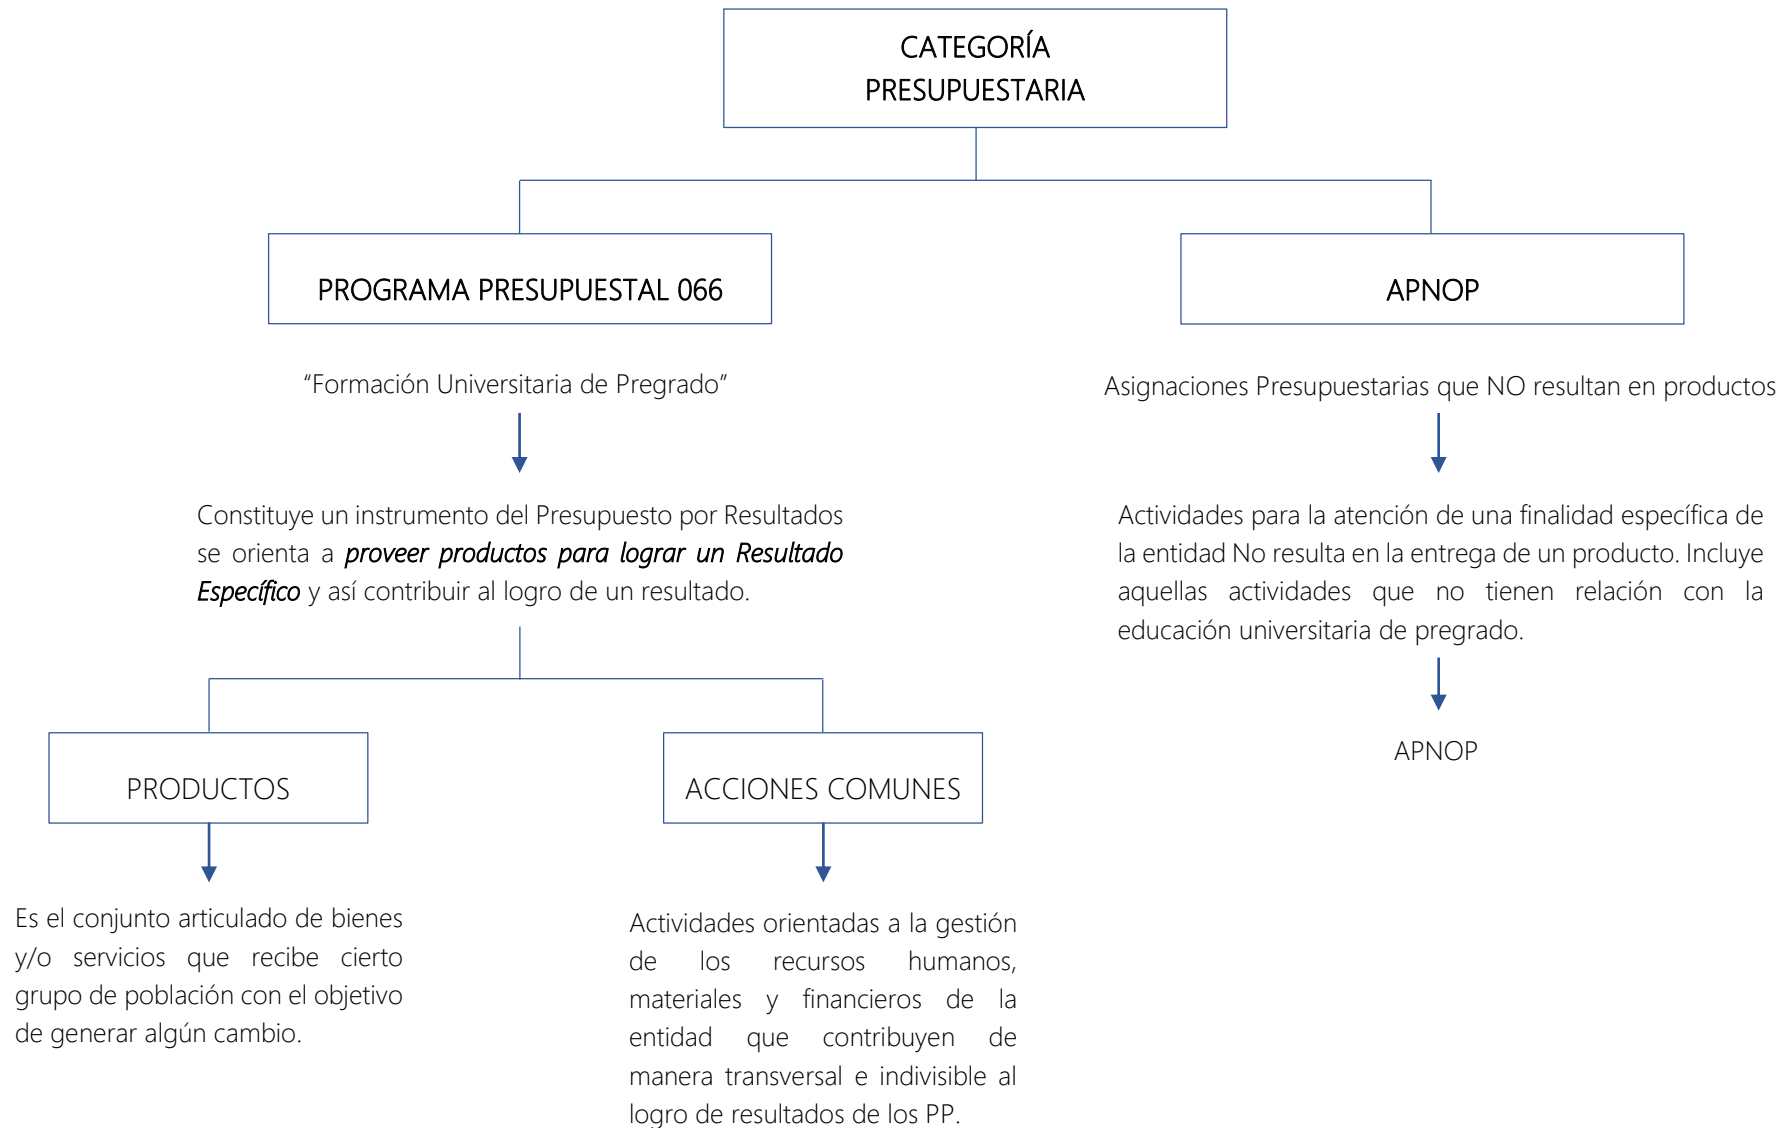 CATEGORÍA
PRESUPUESTARIA
PROGRAMA PRESUPUESTAL 066
APNOP
“Formación Universitaria de Pregrado”
Asignaciones Presupuestarias que NO resultan en productos
Constituye un instrumento del Presupuesto por Resultados
se orienta a proveer productos para lograr un Resultado
Específico y así contribuir al logro de un resultado.
Actividades para la atención de una finalidad específica de
la entidad No resulta en la entrega de un producto. Incluye
aquellas actividades que no tienen relación con la
educación universitaria de pregrado.
APNOP
PRODUCTOS
ACCIONES COMUNES
Es el conjunto articulado de bienes
y/o servicios que recibe cierto
grupo de población con el objetivo
de generar algún cambio.
Actividades orientadas a la gestión
de los recursos humanos,
materiales y financieros de la
entidad que contribuyen de
manera transversal e indivisible al
logro de resultados de los PP.